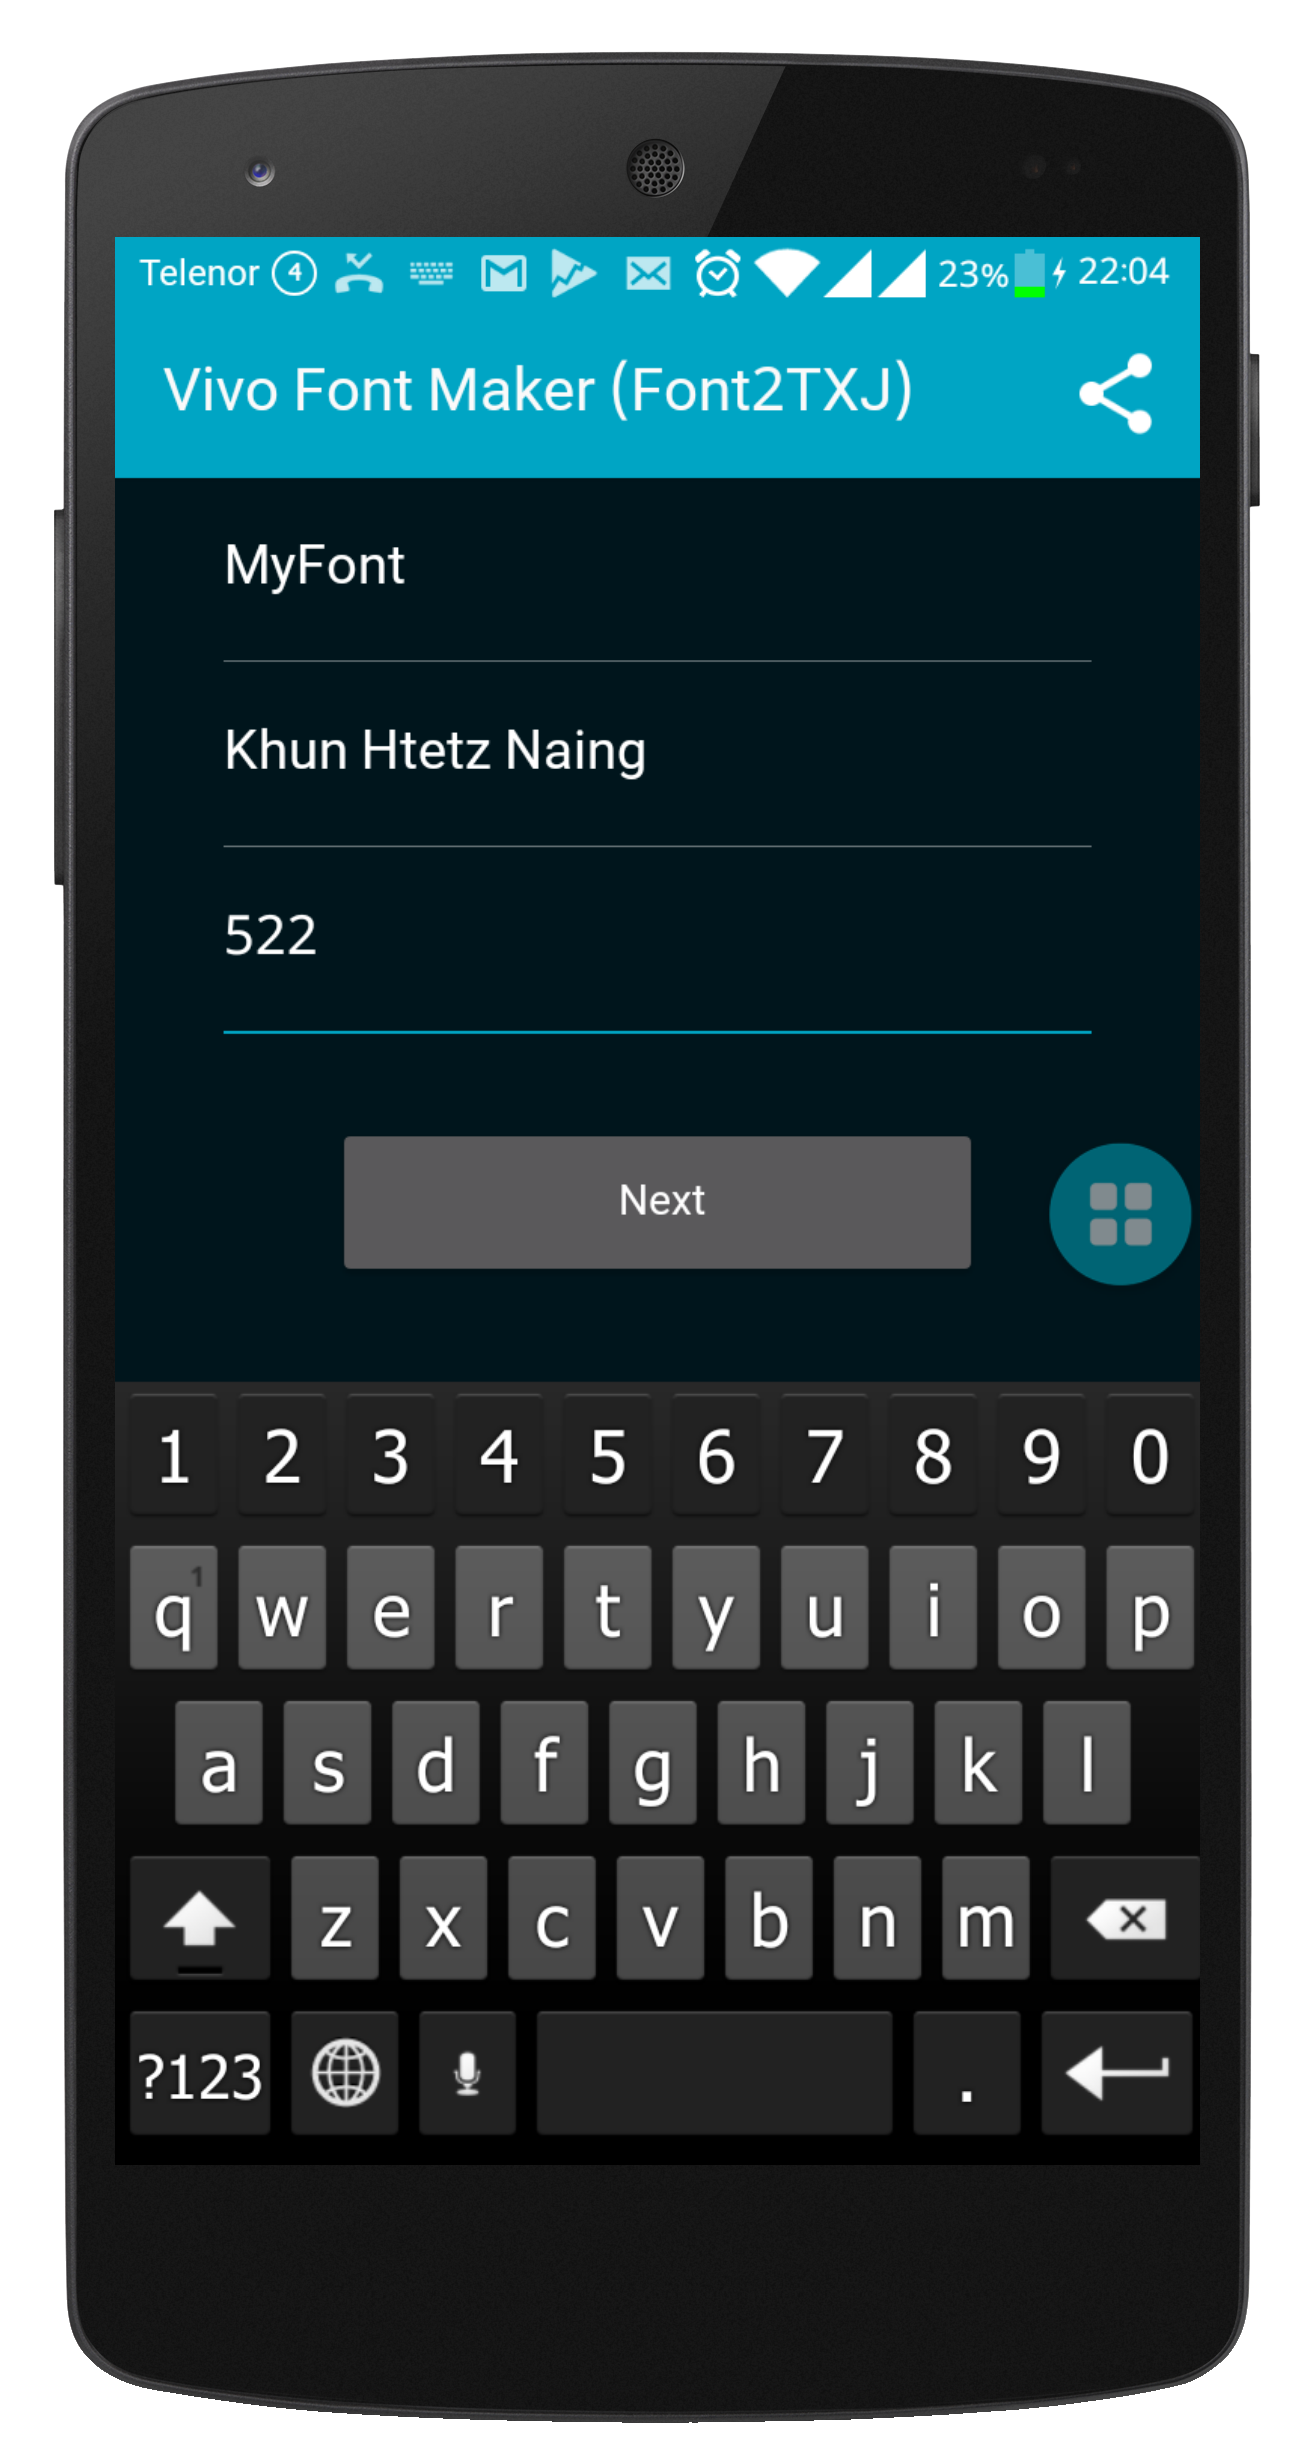 Telenor 4 23% 22:04
Vivo Font Maker (Font2TXJ)
MyFont
Khun Htetz Naing
522
Next
1 2 3 4 5 6 7 8 9 0
q 1 w e r t y u i o p
a s d f g h j k l
z x c v b n m
?123 .